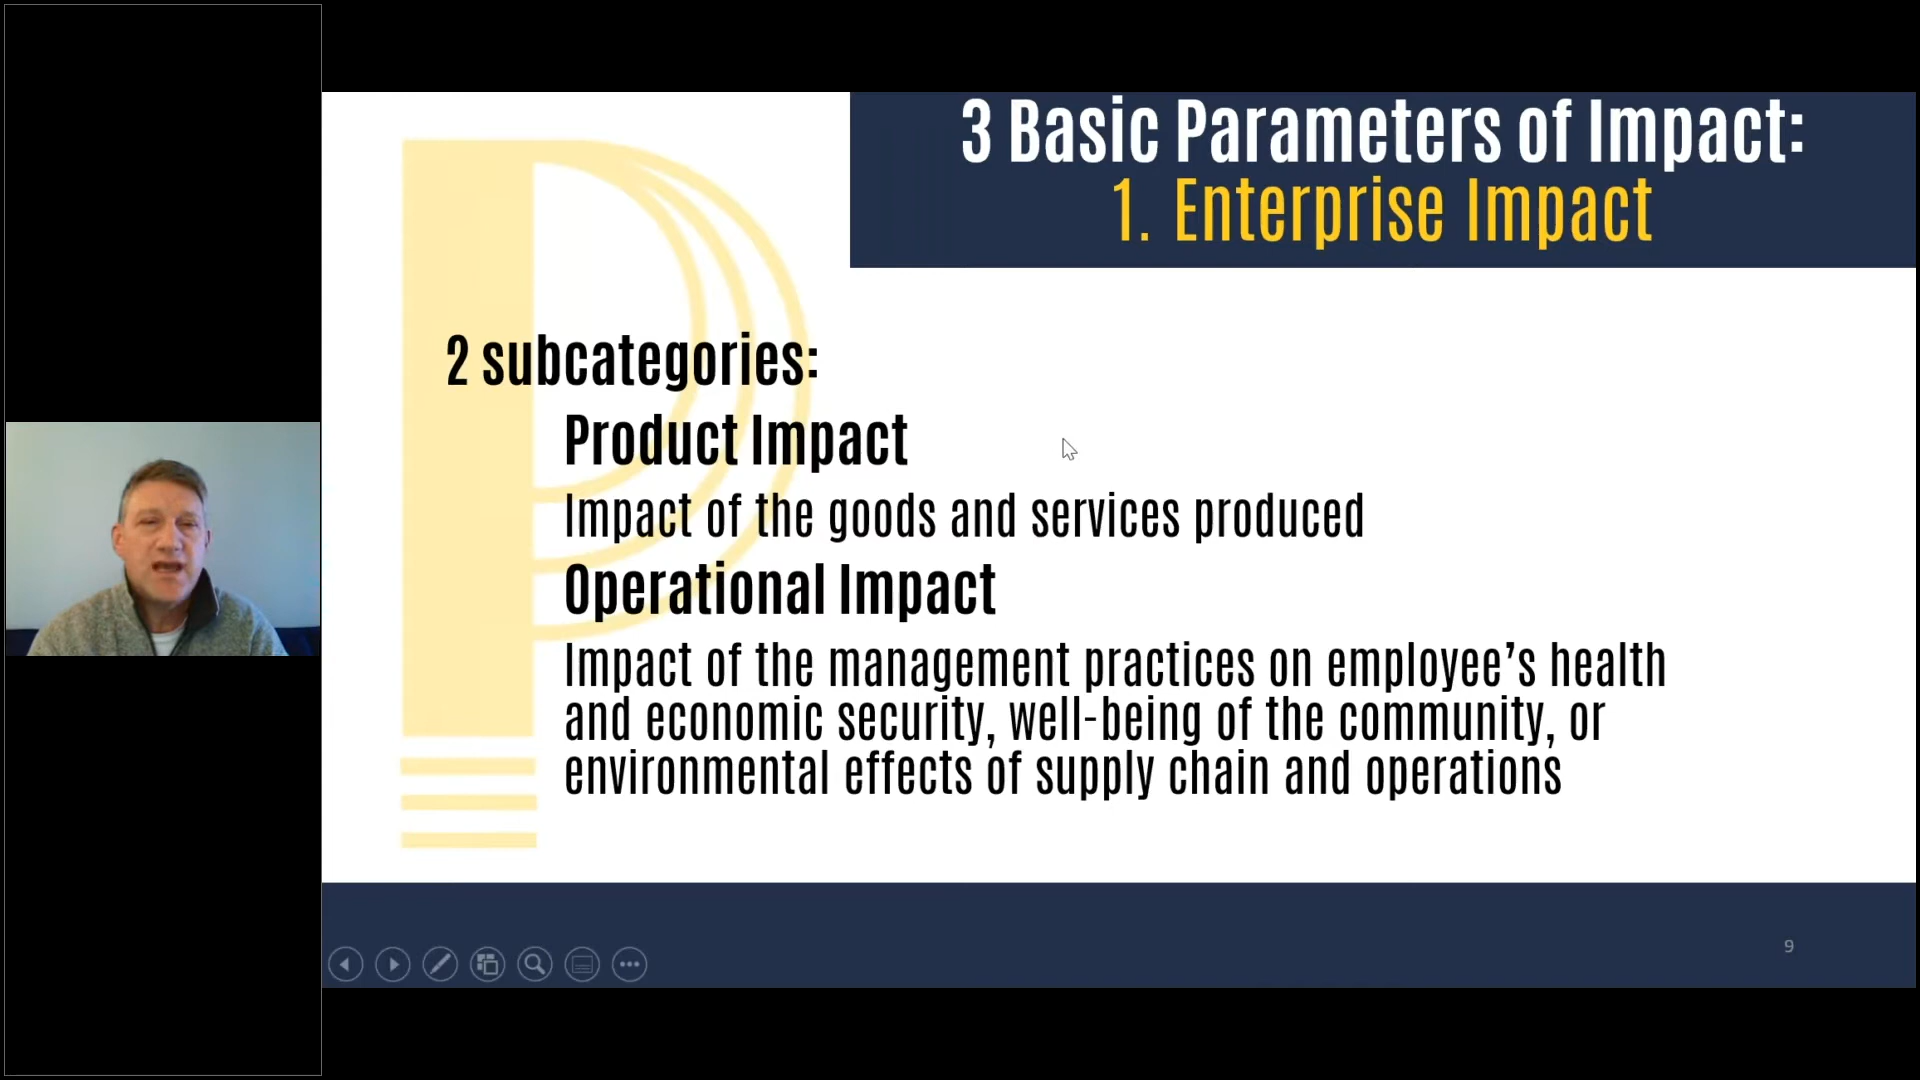 3 Basic Parameters of Impact:
1. Enterprise Impact
2 subcategories:
Product Impact
Impact of the goods and services produced
Operational Impact
Impact of the management practices on employee’s health
and economic security, well-being of the community, or
environmental effects of supply chain and operations
9